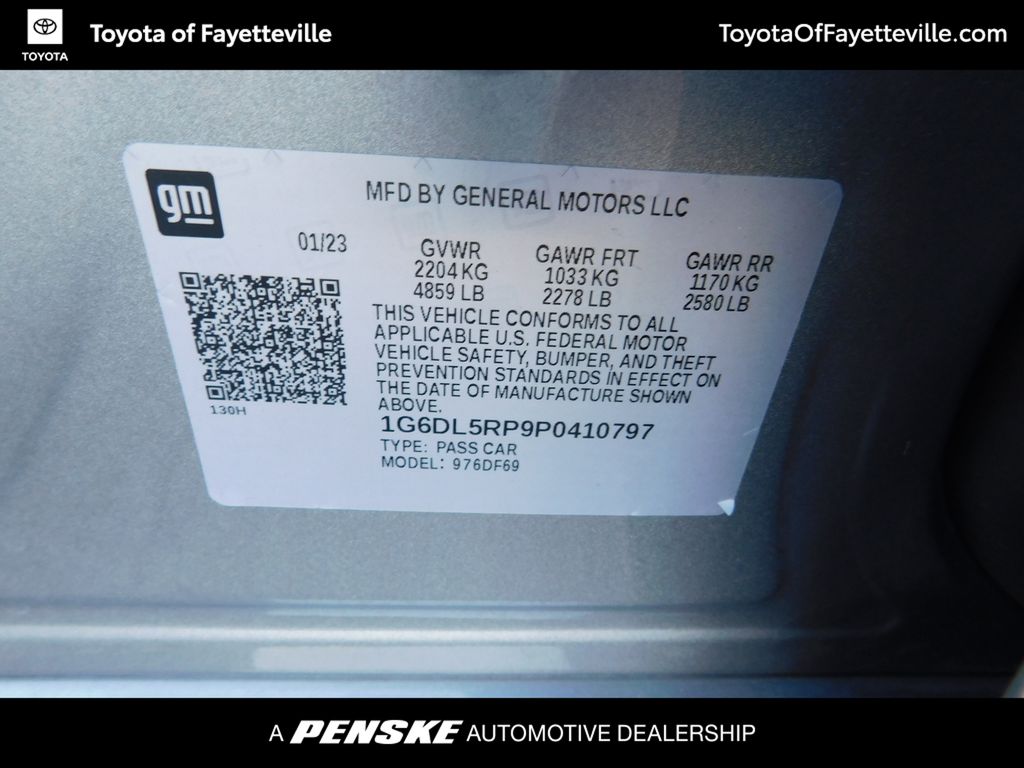 TOYOTA
Toyota of Fayetteville
ToyotaOfFayetteville.com
gm
MFD BY GENERAL MOTORS LLC
01/23
GVWR GAWR FRT GAWR RR
2204 KG 1033 KG 1170 KG
4859 LB 2278 LB 2580 LB
THIS VEHICLE CONFORMS TO ALL
APPLICABLE U.S. FEDERAL MOTOR
VEHICLE SAFETY, BUMPER, AND THEFT
PREVENTION STANDARDS IN EFFECT ON
THE DATE OF MANUFACTURE SHOWN
ABOVE.
130H
1G6DL5RP9P0410797
TYPE: PASS CAR
MODEL: 976DF69
A PENSKE AUTOMOTIVE DEALERSHIP